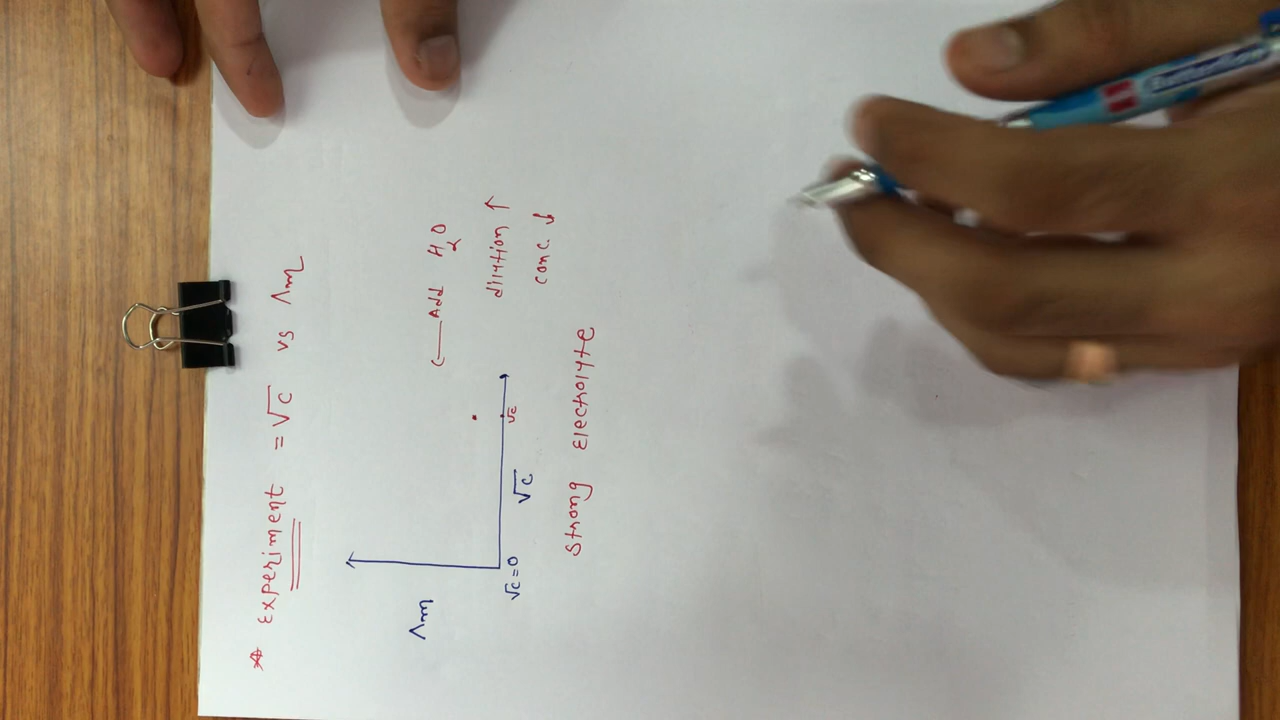 * Experiment = √C vs Λm
Λm
← Add H2O
dilution ↑
conc. ↓
√C = 0
√C
√C
Strong Electrolyte